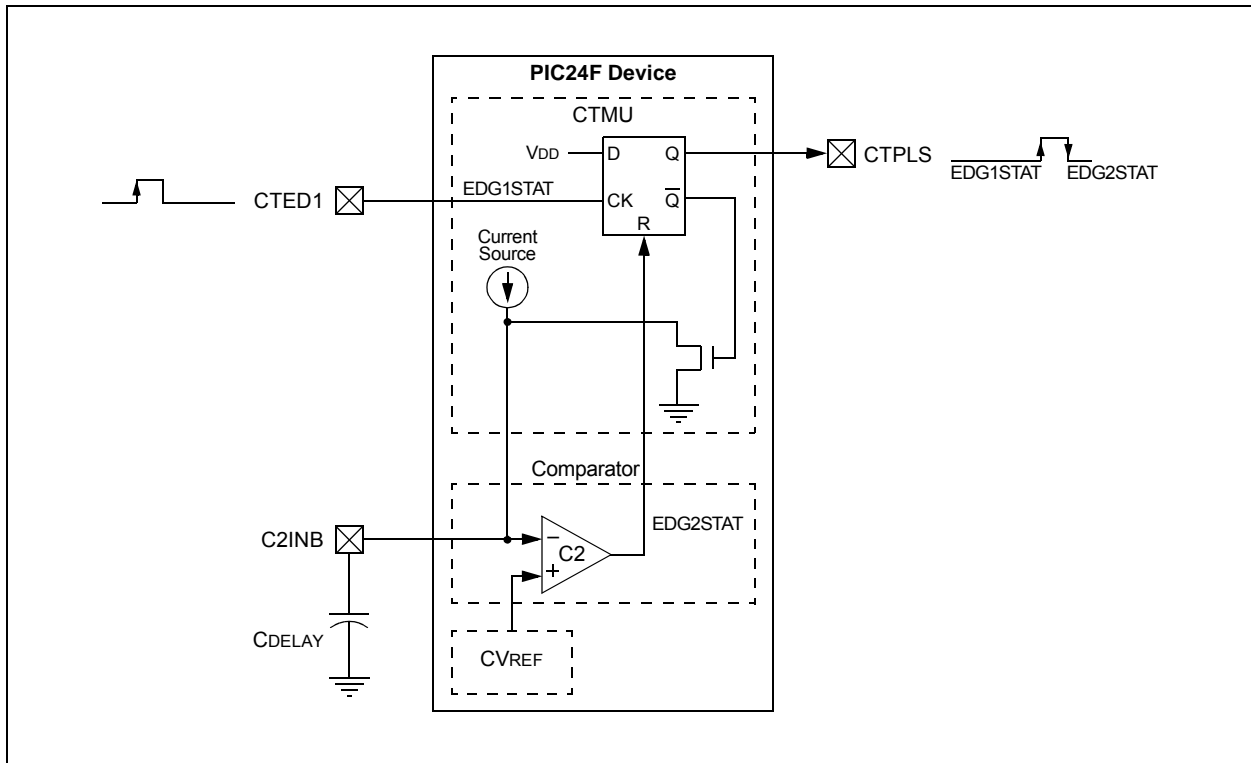 PIC24F Device
CTMU
VDD
D
Q
CTPLS
EDG1STAT
EDG2STAT
CTED1
EDG1STAT
CK
Q̅
R
Current
Source
Comparator
C2INB
EDG2STAT
−
C2
+
CDELAY
CVREF